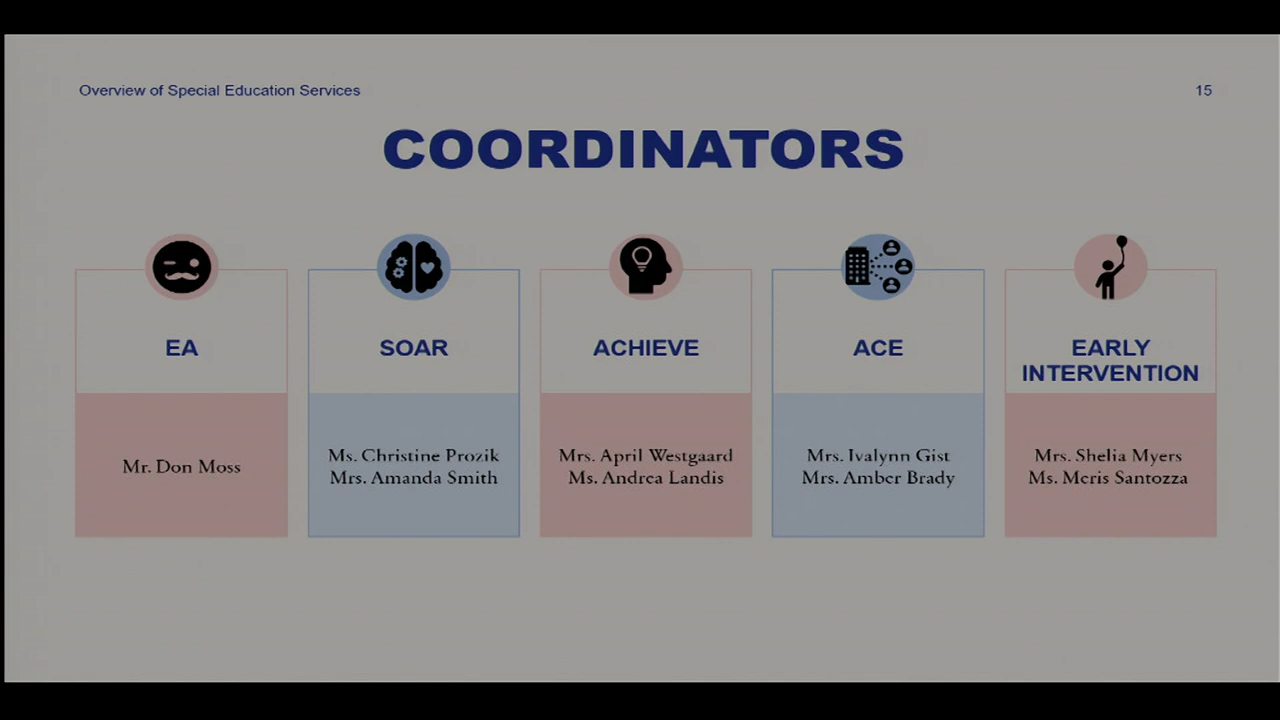 Overview of Special Education Services
15
COORDINATORS
EA
Mr. Don Moss
SOAR
Ms. Christine Prozik
Mrs. Amanda Smith
ACHIEVE
Mrs. April Westgaard
Ms. Andrea Landis
ACE
Mrs. Ivalynn Gist
Mrs. Amber Brady
EARLY
INTERVENTION
Mrs. Shelia Myers
Ms. Meris Santozza